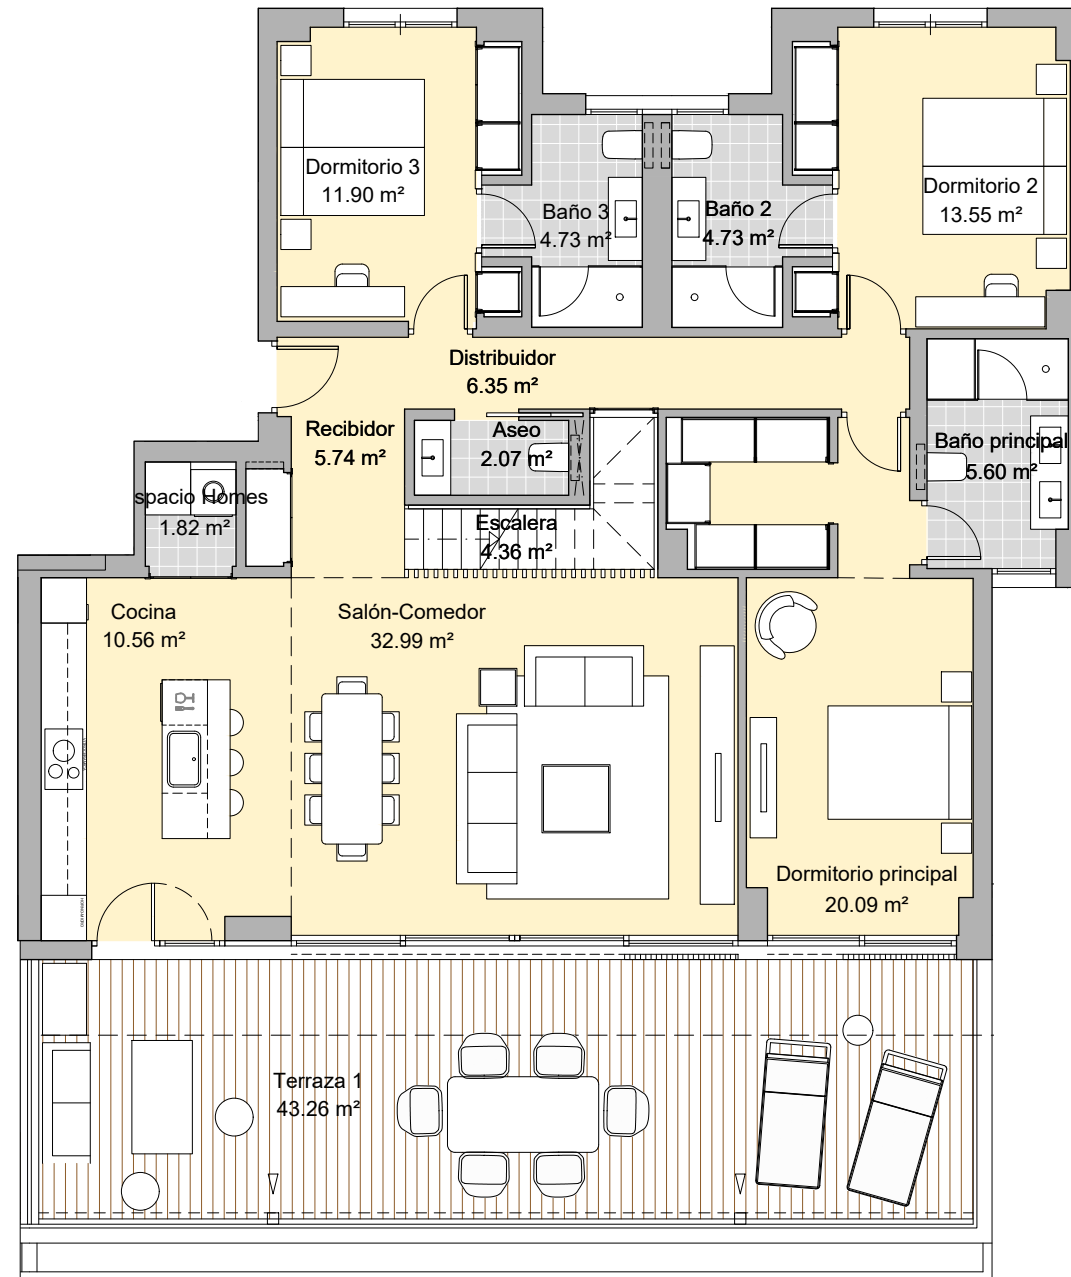 Dormitorio 3
11.90 m²
Baño 3
4.73 m²
Baño 2
4.73 m²
Dormitorio 2
13.55 m²
Distribuidor
6.35 m²
Recibidor
5.74 m²
Aseo
2.07 m²
Baño principal
5.60 m²
spacio Homes
1.82 m²
Escalera
4.36 m²
Cocina
10.56 m²
Salón-Comedor
32.99 m²
Dormitorio principal
20.09 m²
Terraza 1
43.26 m²